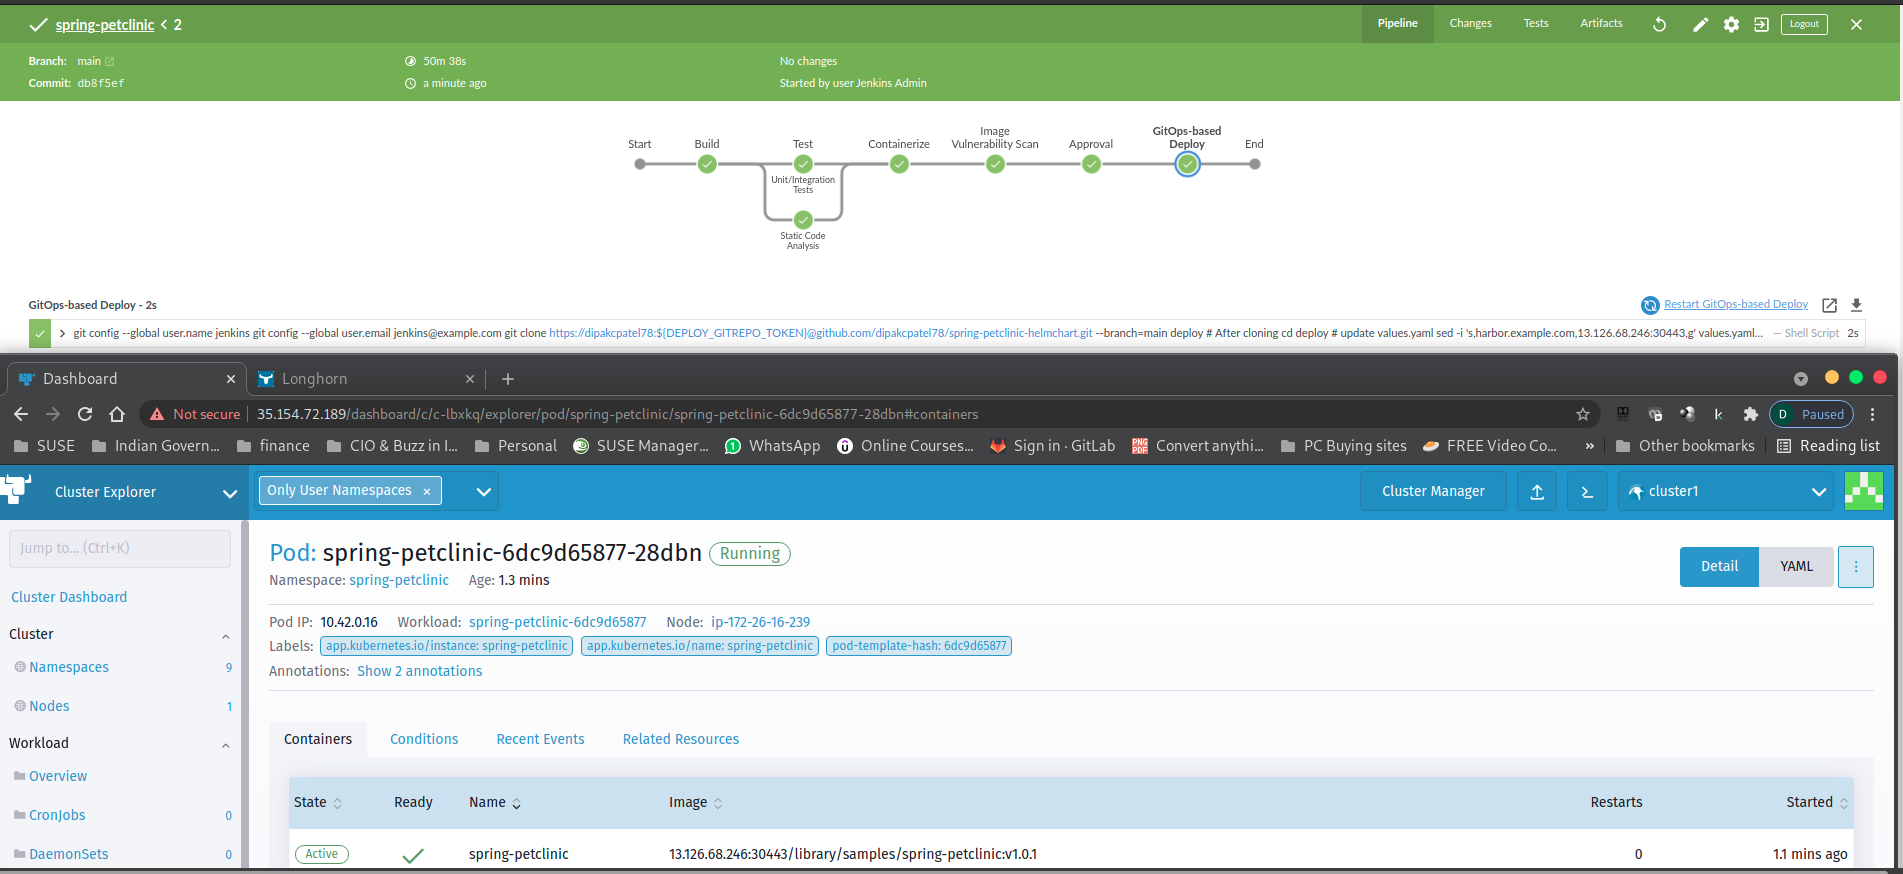 spring-petclinic < 2
Pipeline Changes Tests Artifacts Logout
Branch: main 50m 38s No changes
Commit: db8f5ef a minute ago Started by user Jenkins Admin
Start Build Test Containerize Image Vulnerability Scan Approval GitOps-based Deploy End
Unit/Integration Tests
Static Code Analysis
GitOps-based Deploy - 2s Restart GitOps-based Deploy
git config --global user.name jenkins git config --global user.email jenkins@example.com git clone https://dipakcpatel78:${DEPLOY_GITREPO_TOKEN}@github.com/dipakcpatel78/spring-petclinic-helmchart.git --branch=main deploy # After cloning cd deploy # update values.yaml sed -i 's,harbor.example.com,13.126.68.246:30443,g' values.yaml... — Shell Script 2s
Dashboard Longhorn
Not secure 35.154.72.189/dashboard/c/c-lbxkq/explorer/pod/spring-petclinic/spring-petclinic-6dc9d65877-28dbn#containers D Paused
SUSE Indian Govern... finance CIO & Buzz in I... Personal SUSE Manager... WhatsApp Online Courses... Sign in · GitLab PNG PDF Convert anythi... PC Buying sites FREE Video Co... » Other bookmarks Reading list
Cluster Explorer Only User Namespaces × Cluster Manager cluster1
Jump to... (Ctrl+K)
Pod: spring-petclinic-6dc9d65877-28dbn Running
Namespace: spring-petclinic Age: 1.3 mins
Detail YAML
Cluster Dashboard
Pod IP: 10.42.0.16 Workload: spring-petclinic-6dc9d65877 Node: ip-172-26-16-239
Cluster
Labels: app.kubernetes.io/instance: spring-petclinic app.kubernetes.io/name: spring-petclinic pod-template-hash: 6dc9d65877
Namespaces 9
Annotations: Show 2 annotations
Nodes 1
Workload
Containers Conditions Recent Events Related Resources
Overview
State Ready Name Image Restarts Started
CronJobs 0
DaemonSets 0
Active spring-petclinic 13.126.68.246:30443/library/samples/spring-petclinic:v1.0.1 0 1.1 mins ago